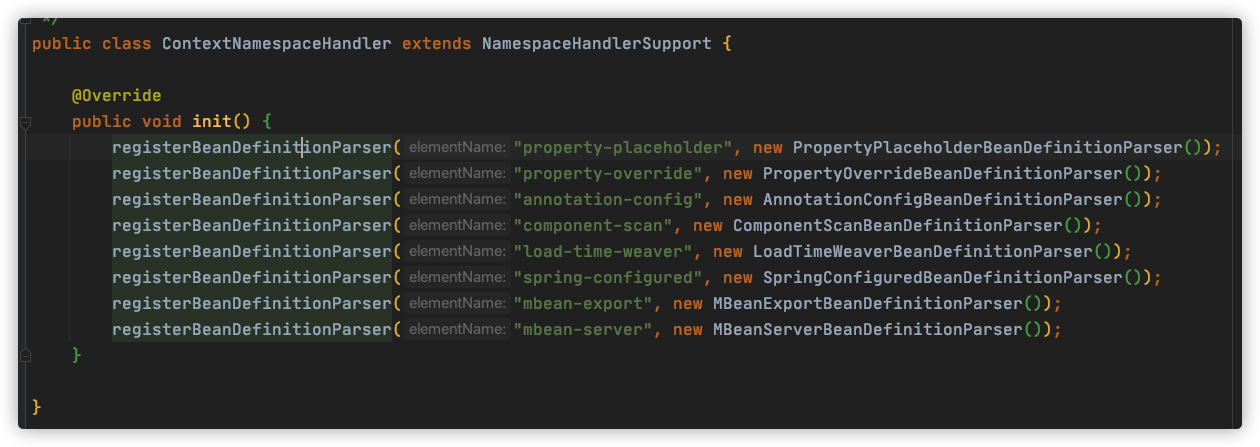 */
public class ContextNamespaceHandler extends NamespaceHandlerSupport {
@Override
public void init() {
registerBeanDefinitionParser( elementName: "property-placeholder", new PropertyPlaceholderBeanDefinitionParser());
registerBeanDefinitionParser( elementName: "property-override", new PropertyOverrideBeanDefinitionParser());
registerBeanDefinitionParser( elementName: "annotation-config", new AnnotationConfigBeanDefinitionParser());
registerBeanDefinitionParser( elementName: "component-scan", new ComponentScanBeanDefinitionParser());
registerBeanDefinitionParser( elementName: "load-time-weaver", new LoadTimeWeaverBeanDefinitionParser());
registerBeanDefinitionParser( elementName: "spring-configured", new SpringConfiguredBeanDefinitionParser());
registerBeanDefinitionParser( elementName: "mbean-export", new MBeanExportBeanDefinitionParser());
registerBeanDefinitionParser( elementName: "mbean-server", new MBeanServerBeanDefinitionParser());
}
}